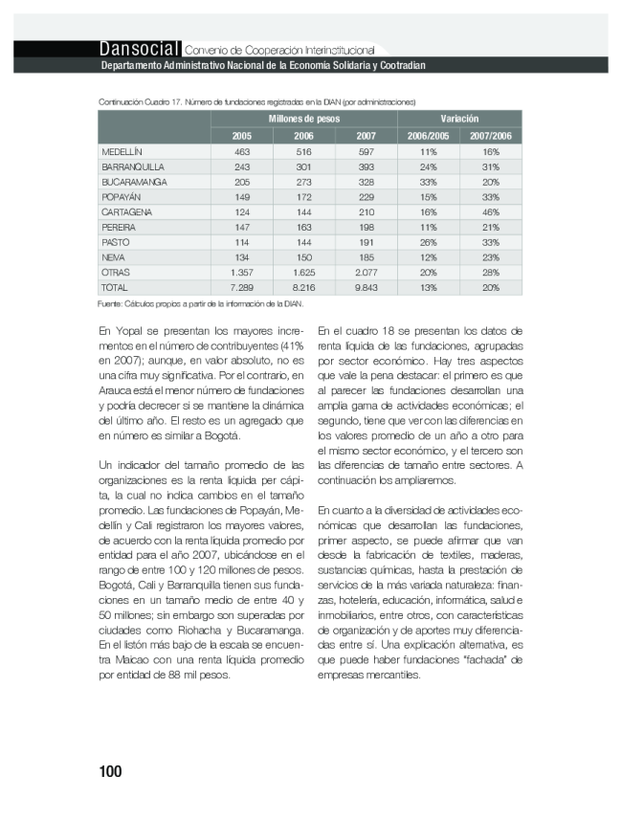 Dansocial Convenio de Cooperación Interinstitucional
Departamento Administrativo Nacional de la Economía Solidaria y Cootradian
Continuación Cuadro 17. Número de fundaciones registradas en la DIAN (por administraciones)
Millones de pesos Variación
2005 2006 2007 2006/2005 2007/2006
MEDELLÍN 463 516 597 11% 16%
BARRANQUILLA 243 301 393 24% 31%
BUCARAMANGA 205 273 328 33% 20%
POPAYÁN 149 172 229 15% 33%
CARTAGENA 124 144 210 16% 46%
PEREIRA 147 163 198 11% 21%
PASTO 114 144 191 26% 33%
NEIVA 134 150 185 12% 23%
OTRAS 1.357 1.625 2.077 20% 28%
TOTAL 7.289 8.216 9.843 13% 20%
Fuente: Cálculos propios a partir de la información de la DIAN.
En Yopal se presentan los mayores incre-
mentos en el número de contribuyentes (41%
en 2007); aunque, en valor absoluto, no es
una cifra muy significativa. Por el contrario, en
Arauca está el menor número de fundaciones
y podría decrecer si se mantiene la dinámica
del último año. El resto es un agregado que
en número es similar a Bogotá.
Un indicador del tamaño promedio de las
organizaciones es la renta líquida per cápi-
ta, la cual no indica cambios en el tamaño
promedio. Las fundaciones de Popayán, Me-
dellín y Cali registraron los mayores valores,
de acuerdo con la renta líquida promedio por
entidad para el año 2007, ubicándose en el
rango de entre 100 y 120 millones de pesos.
Bogotá, Cali y Barranquilla tienen sus funda-
ciones en un tamaño medio de entre 40 y
50 millones; sin embargo son superadas por
ciudades como Riohacha y Bucaramanga.
En el listón más bajo de la escala se encuen-
tra Maicao con una renta líquida promedio
por entidad de 88 mil pesos.
En el cuadro 18 se presentan los datos de
renta líquida de las fundaciones, agrupadas
por sector económico. Hay tres aspectos
que vale la pena destacar: el primero es que
al parecer las fundaciones desarrollan una
amplia gama de actividades económicas; el
segundo, tiene que ver con las diferencias en
los valores promedio de un año a otro para
el mismo sector económico, y el tercero son
las diferencias de tamaño entre sectores. A
continuación los ampliaremos.
En cuanto a la diversidad de actividades eco-
nómicas que desarrollan las fundaciones,
primer aspecto, se puede afirmar que van
desde la fabricación de textiles, maderas,
sustancias químicas, hasta la prestación de
servicios de la más variada naturaleza: finan-
zas, hotelería, educación, informática, salud e
inmobiliarios, entre otros, con características
de organización y de aportes muy diferencia-
das entre sí. Una explicación alternativa, es
que puede haber fundaciones "fachada" de
empresas mercantiles.
100